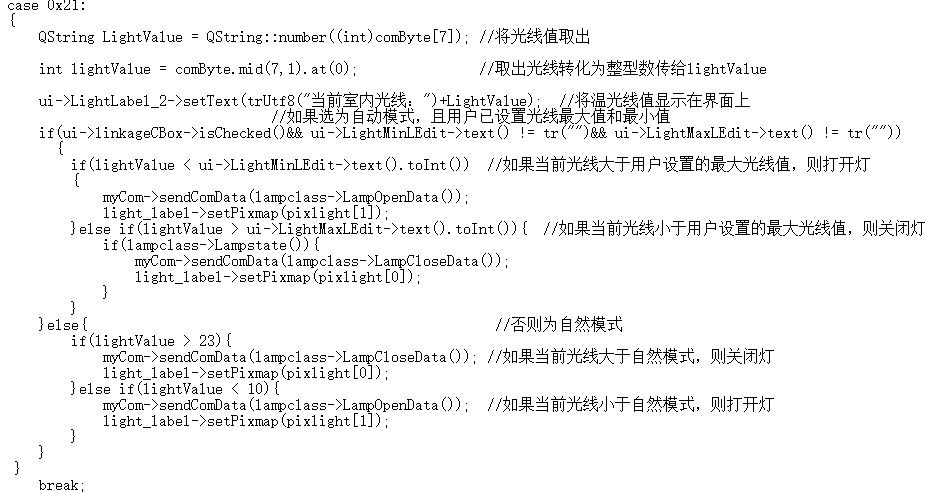 case 0x21:
{
QString LightValue = QString::number((int)comByte[7]); //将光线值取出
int lightValue = comByte.mid(7,1).at(0); //取出光线转化为整型数传给lightValue
ui->LightLabel_2->setText(trUtf8("当前室内光线: ")+LightValue); //将温光线值显示在界面上
//如果选为自动模式，且用户已设置光线最大值和最小值
if(ui->linkageCBox->isChecked()&& ui->LightMinLEdit->text() != tr("")&& ui->LightMaxLEdit->text() != tr(""))
{
if(lightValue < ui->LightMinLEdit->text().toInt()) //如果当前光线大于用户设置的最大光线值，则打开灯
{
myCom->sendComData(lampclass->LampOpenData());
light_label->setPixmap(pixlight[1]);
}else if(lightValue > ui->LightMaxLEdit->text().toInt()){ //如果当前光线小于用户设置的最大光线值，则关闭灯
if(lampclass->Lampstate()){
myCom->sendComData(lampclass->LampCloseData());
light_label->setPixmap(pixlight[0]);
}
}
}else{ //否则为自然模式
if(lightValue > 23){
myCom->sendComData(lampclass->LampCloseData()); //如果当前光线大于自然模式，则关闭灯
light_label->setPixmap(pixlight[0]);
}else if(lightValue < 10){
myCom->sendComData(lampclass->LampOpenData()); //如果当前光线小于自然模式，则打开灯
light_label->setPixmap(pixlight[1]);
}
}
}
break;